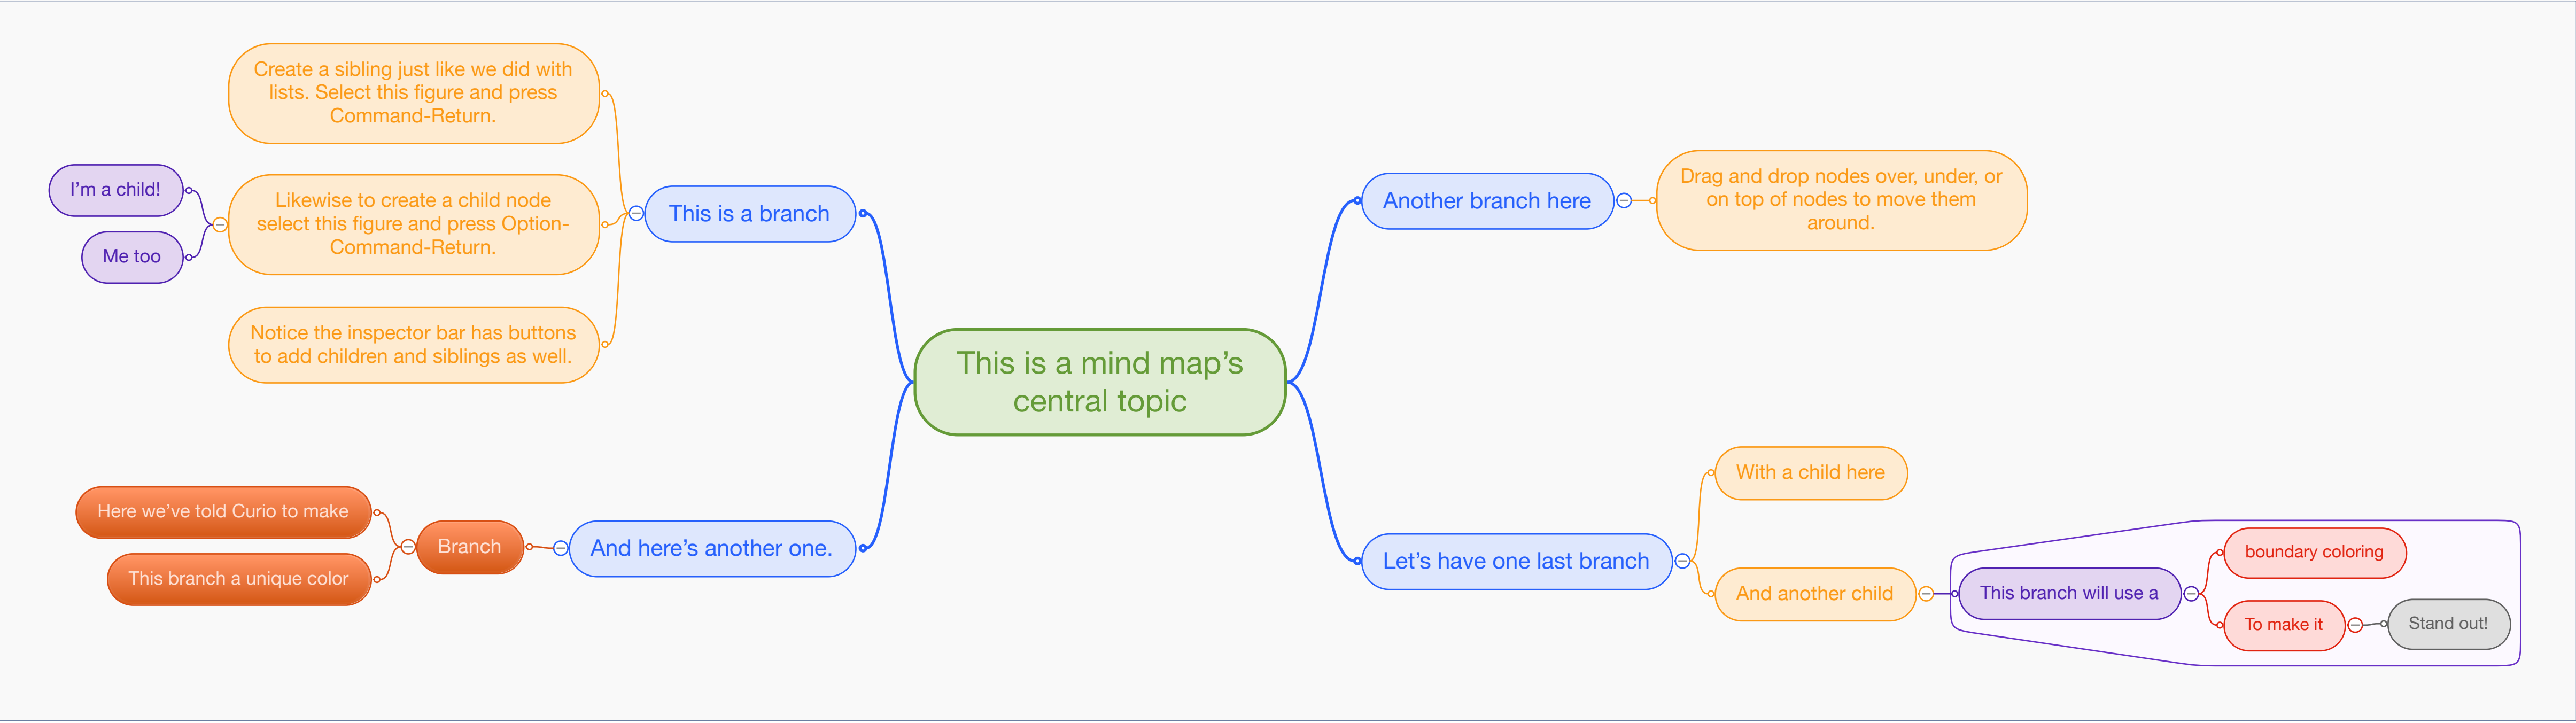 Create a sibling just like we did with
lists. Select this figure and press
Command-Return.
I'm a child!
Me too
Likewise to create a child node
select this figure and press Option-
Command-Return.
Notice the inspector bar has buttons
to add children and siblings as well.
This is a branch
Here we've told Curio to make
This branch a unique color
Branch
And here's another one.
This is a mind map's
central topic
Another branch here
Drag and drop nodes over, under, or
on top of nodes to move them
around.
Let's have one last branch
With a child here
And another child
This branch will use a
boundary coloring
To make it
Stand out!